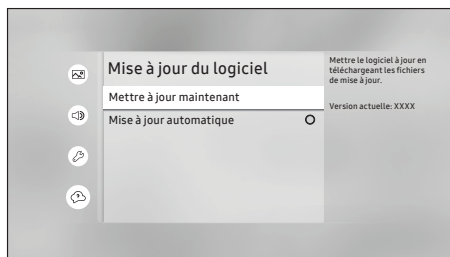 Mise à jour du logiciel
Mettre à jour maintenant
Mise à jour automatique
Mettre le logiciel à jour en
téléchargeant les fichiers
de mise à jour.
Version actuelle: XXXX